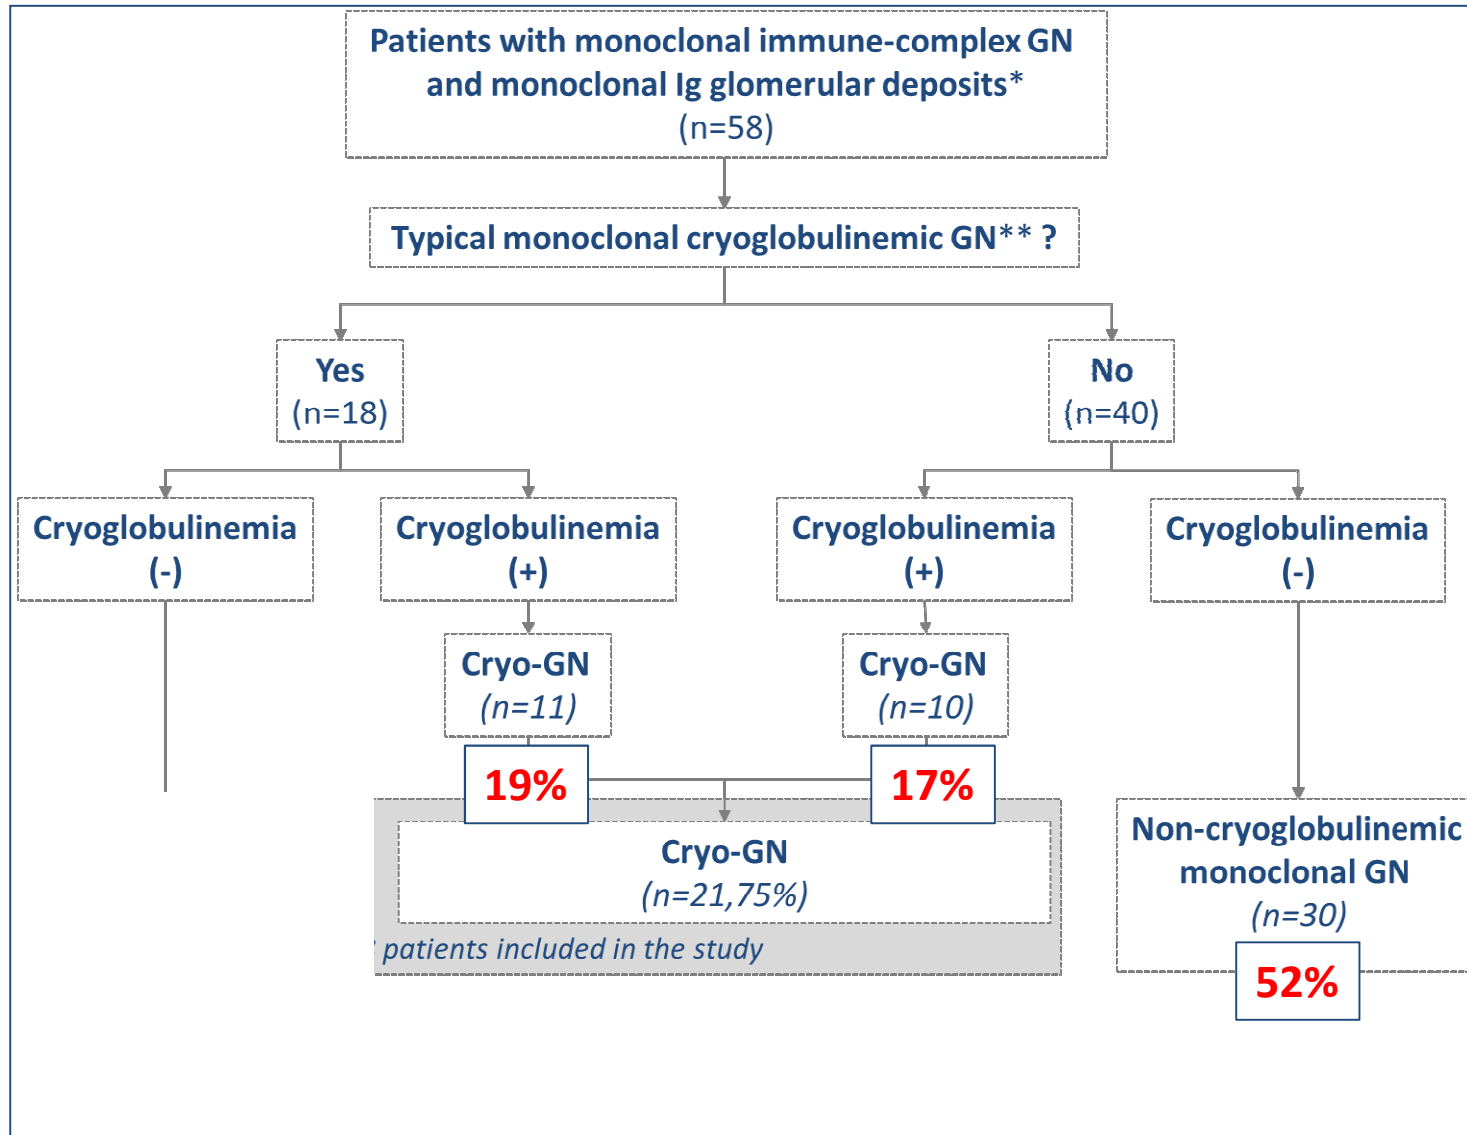 Patients with monoclonal immune-complex GN
and monoclonal Ig glomerular deposits*
(n=58)
Typical monoclonal cryoglobulinemic GN** ?
Yes
(n=18)
No
(n=40)
Cryoglobulinemia
(-)
Cryoglobulinemia
(+)
Cryoglobulinemia
(+)
Cryoglobulinemia
(-)
Cryo-GN
(n=11)
Cryo-GN
(n=10)
19%
17%
Cryo-GN
(n=21,75%)
patients included in the study
Non-cryoglobulinemic
monoclonal GN
(n=30)
52%